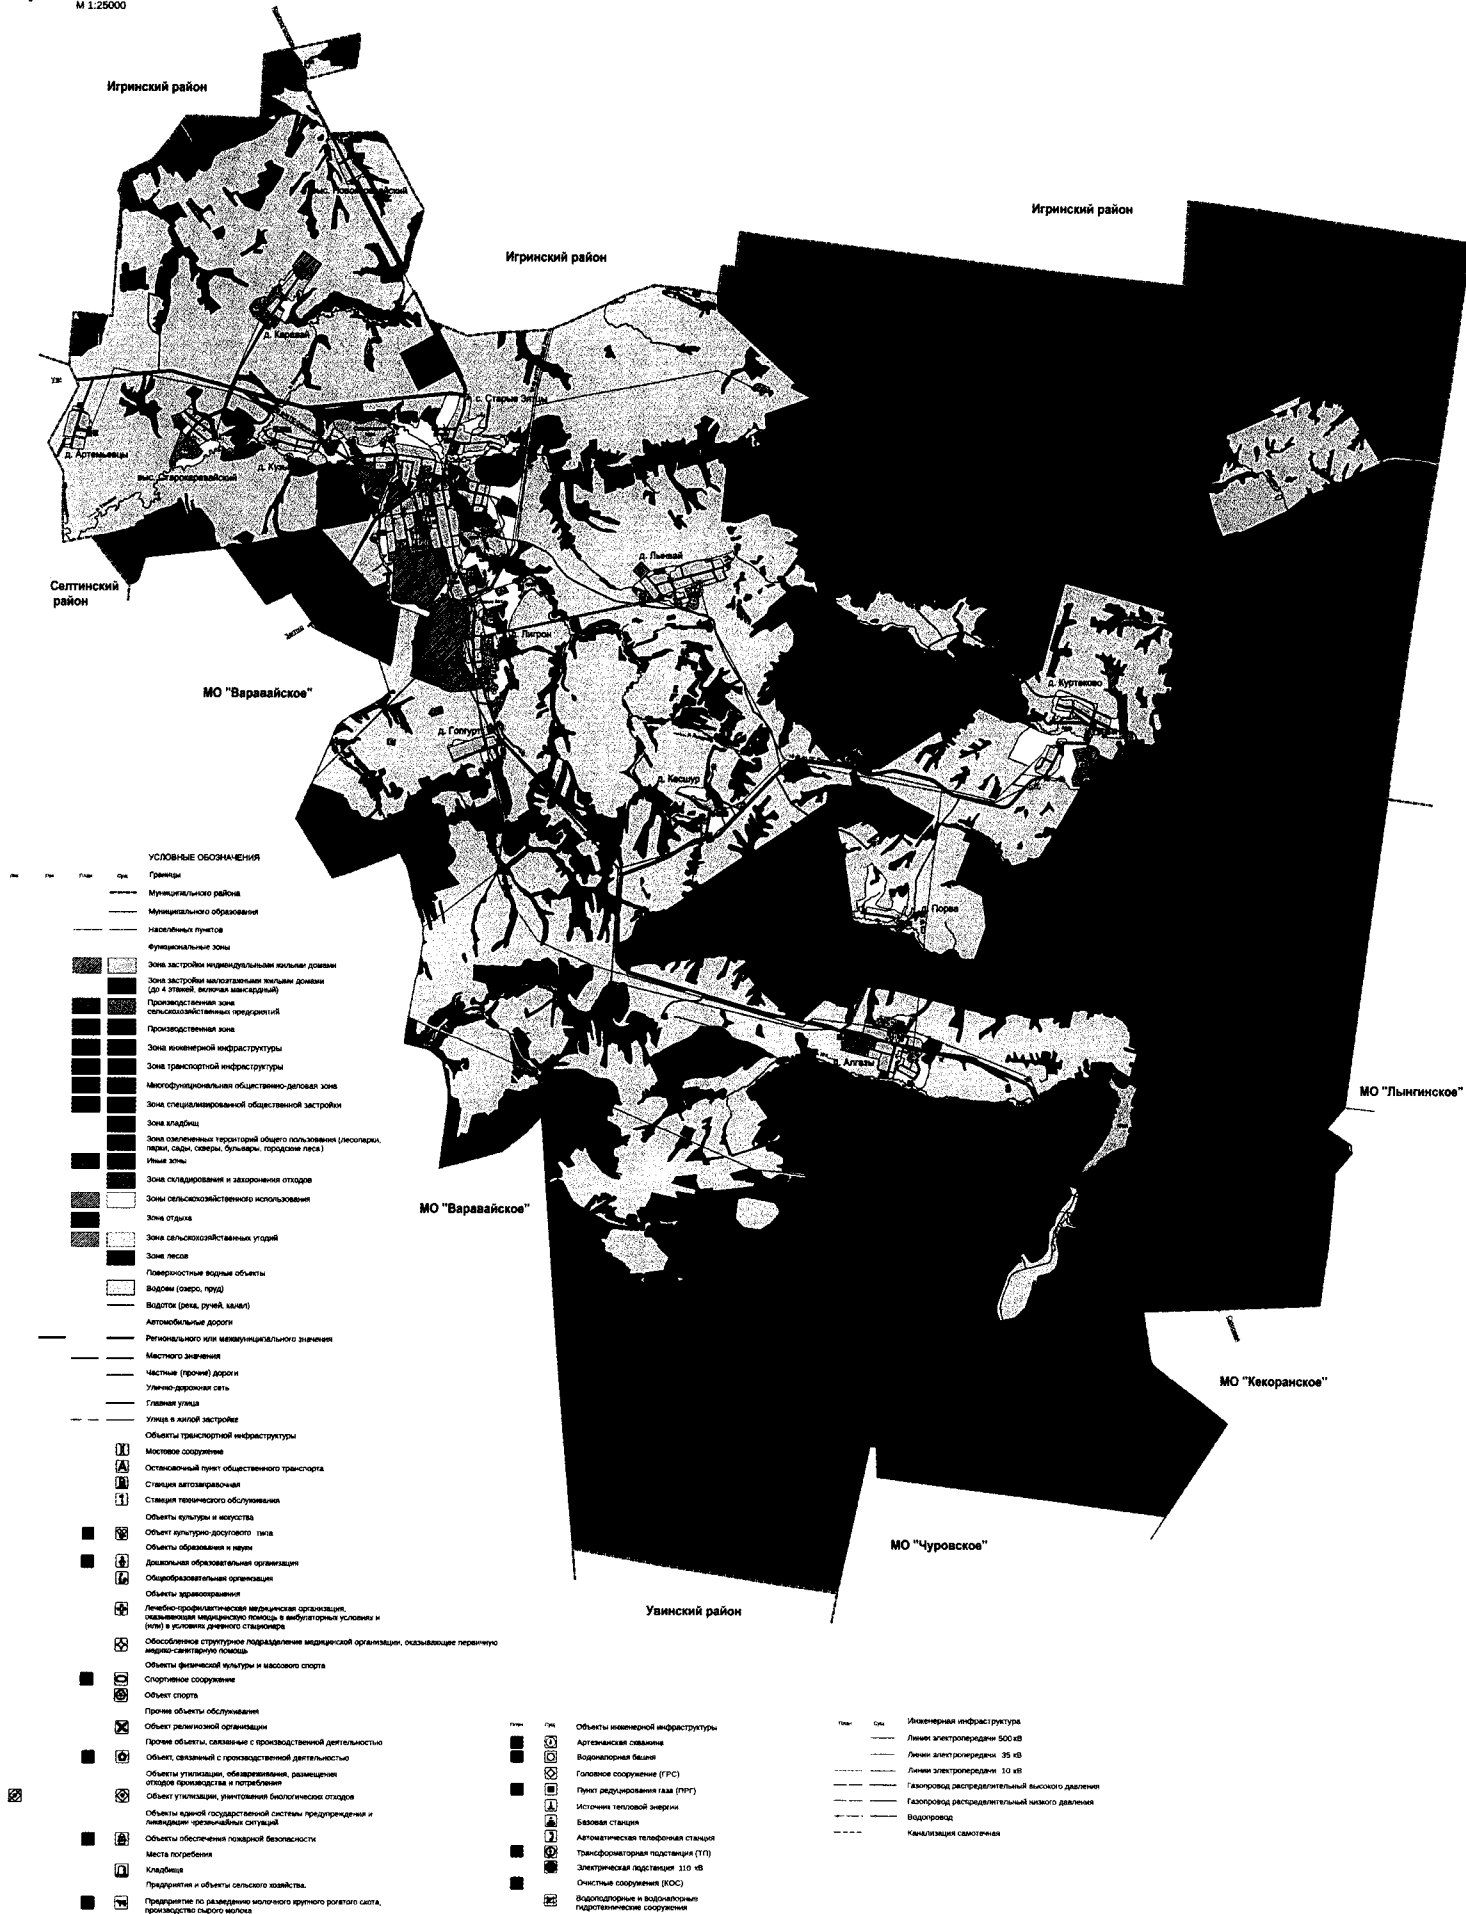 М 1:25000
Игринский район
Игринский район
Игринский район
выс. Новокаравайский
д. Каравай
с. Старые Зятцы
д. Артемьевцы
выс. Старокаравайский
д. Лынвай
Селтинский
район
д. Лигрон
МО "Варавайское"
д. Куртаково
д. Гопгурт
д. Касшур
д. Порва
Алгазы
МО "Лынгинское"
МО "Варавайское"
МО "Кекоранское"
МО "Чуровское"
Увинский район
УСЛОВНЫЕ ОБОЗНАЧЕНИЯ
План Сущ Границы
Муниципального района
Муниципального образования
Населённых пунктов
Функциональные зоны
Зона застройки индивидуальными жилыми домами
Зона застройки малоэтажными жилыми домами
(до 4 этажей, включая мансардный)
Производственная зона
сельскохозяйственных предприятий
Производственная зона
Зона инженерной инфраструктуры
Зона транспортной инфраструктуры
Многофункциональная общественно-деловая зона
Зона специализированной общественной застройки
Зона кладбищ
Зона озелененных территорий общего пользования (лесопарки,
парки, сады, скверы, бульвары, городские леса)
Иные зоны
Зона складирования и захоронения отходов
Зоны сельскохозяйственного использования
Зона отдыха
Зона сельскохозяйственных угодий
Зона лесов
Поверхностные водные объекты
Водоем (озеро, пруд)
Водоток (река, ручей, канал)
Автомобильные дороги
Регионального или межмуниципального значения
Местного значения
Частные (прочие) дороги
Улично-дорожная сеть
Главная улица
Улица в жилой застройке
Объекты транспортной инфраструктуры
Мостовое сооружение
Остановочный пункт общественного транспорта
Станция автозаправочная
Станция технического обслуживания
Объекты культуры и искусства
Объект культурно-досугового типа
Объекты образования и науки
Дошкольная образовательная организация
Общеобразовательная организация
Объекты здравоохранения
Лечебно-профилактическая медицинская организация,
оказывающая медицинскую помощь в амбулаторных условиях и
(или) в условиях дневного стационара
Обособленное структурное подразделение медицинской организации, оказывающее первичную
медико-санитарную помощь
Объекты физической культуры и массового спорта
Спортивное сооружение
Объект спорта
Прочие объекты обслуживания
Объект религиозной организации
Прочие объекты, связанные с производственной деятельностью
Объект, связанный с производственной деятельностью
Объекты утилизации, обезвреживания, размещения
отходов производства и потребления
Объект утилизации, уничтожения биологических отходов
Объекты единой государственной системы предупреждения и
ликвидации чрезвычайных ситуаций
Объекты обеспечения пожарной безопасности
Места погребения
Кладбище
Предприятия и объекты сельского хозяйства.
Предприятие по разведению молочного крупного рогатого скота,
производство сырого молока
План Сущ Объекты инженерной инфраструктуры
Артезианская скважина
Водонапорная башня
Головное сооружение (ГРС)
Пункт редуцирования газа (ПРГ)
Источник тепловой энергии
Базовая станция
Автоматическая телефонная станция
Трансформаторная подстанция (ТП)
Электрическая подстанция 110 кВ
Очистные сооружения (КОС)
Водоподпорные и водонапорные
гидротехнические сооружения
План Сущ Инженерная инфраструктура
Линии электропередачи 500 кВ
Линии электропередачи 35 кВ
Линии электропередачи 10 кВ
Газопровод распределительный высокого давления
Газопровод распределительный низкого давления
Водопровод
Канализация самотечная